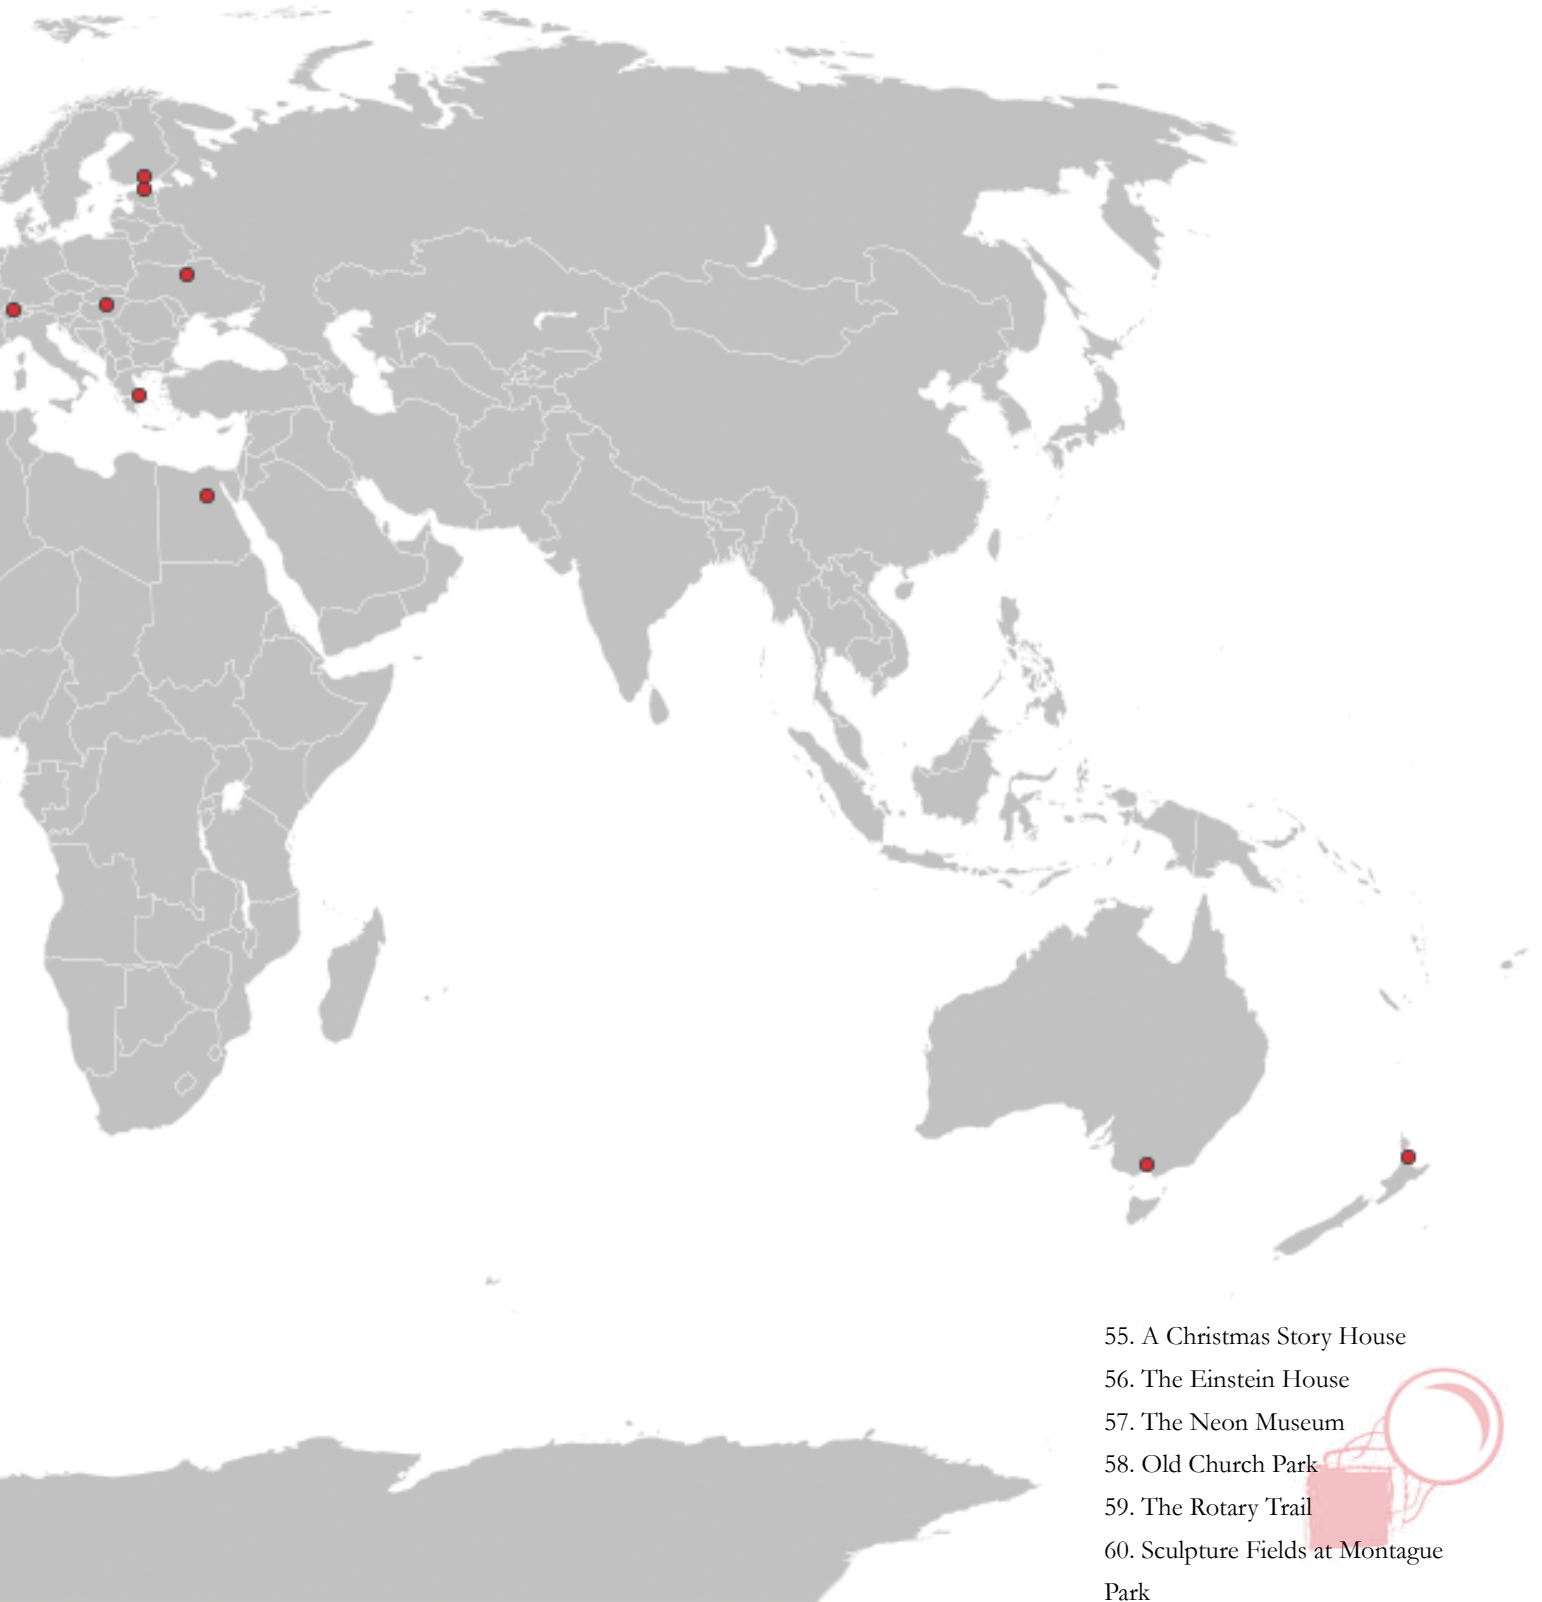 55. A Christmas Story House
56. The Einstein House
57. The Neon Museum
58. Old Church Park
59. The Rotary Trail
60. Sculpture Fields at Montague
Park